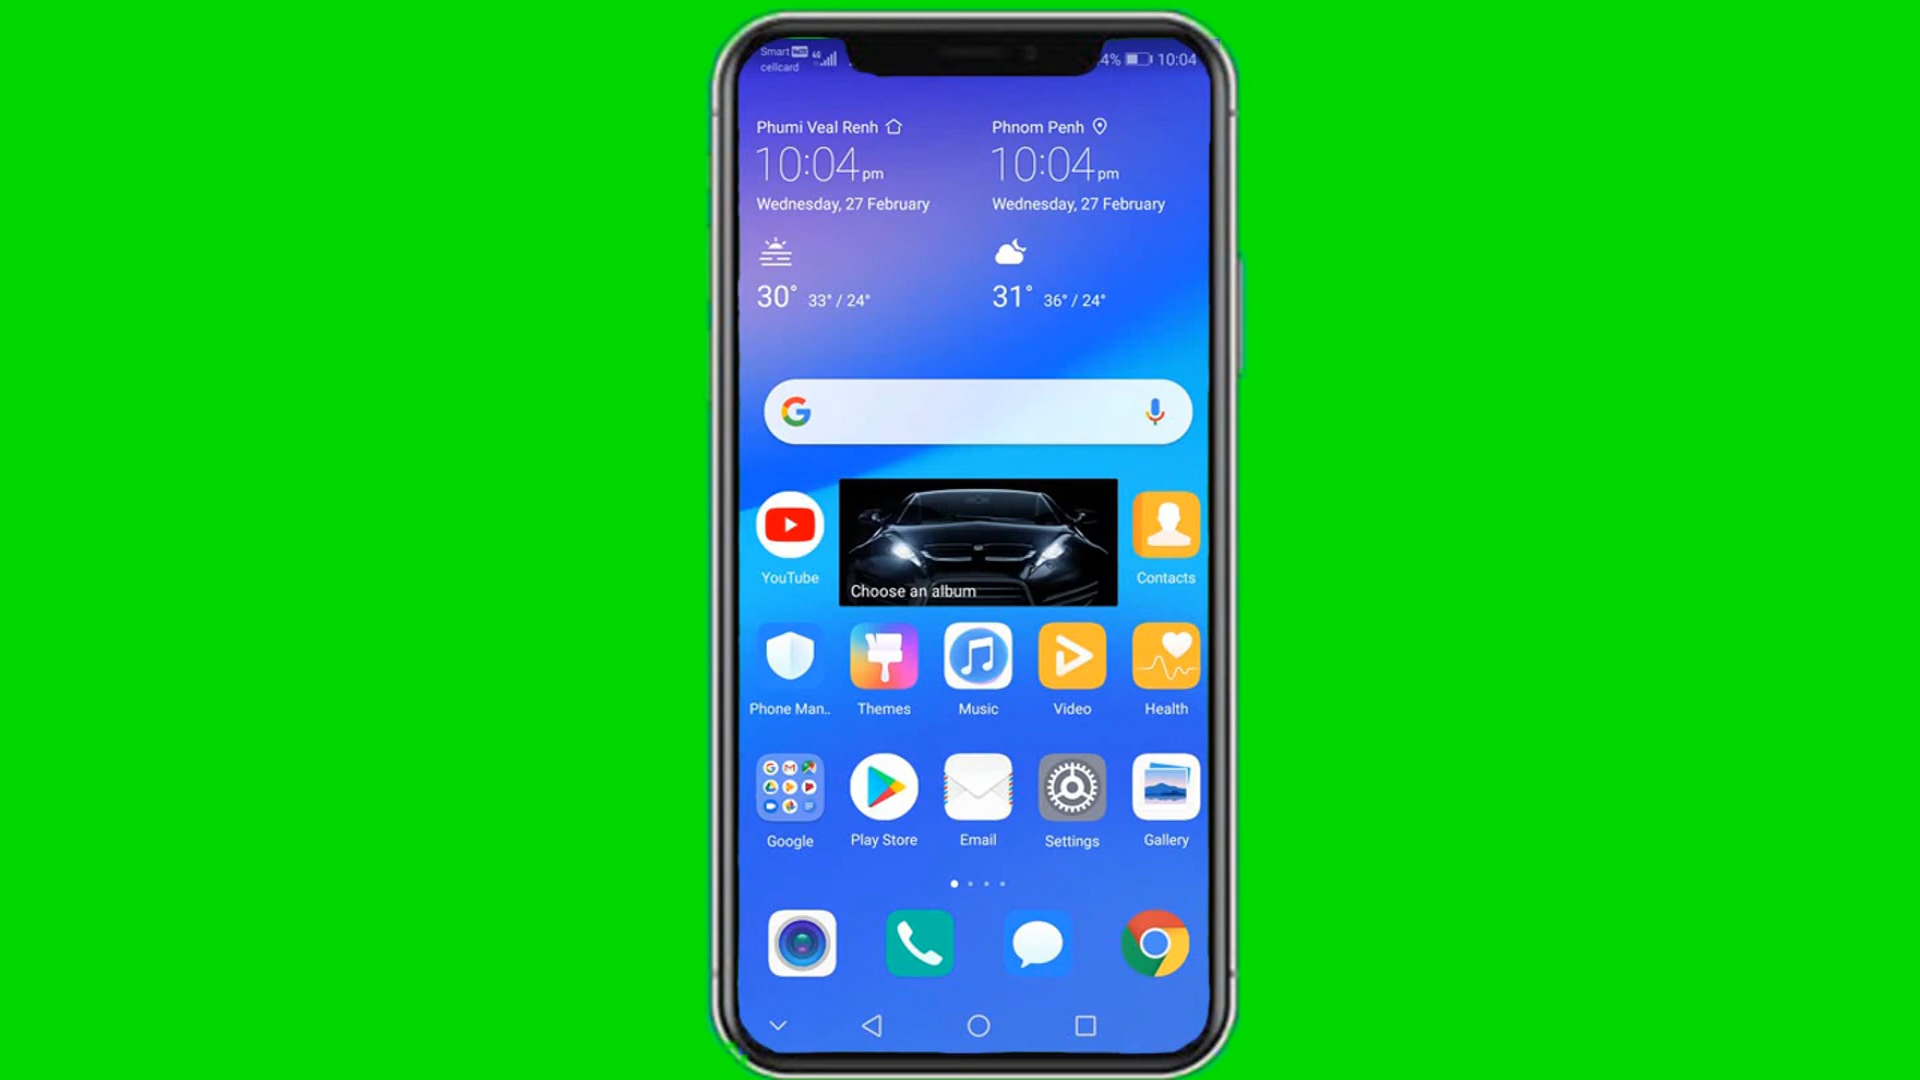 Smart VoLTE 4G
cellcard
4% 10:04
Phumi Veal Renh
10:04 pm
Wednesday, 27 February
30° 33° / 24°
Phnom Penh
10:04 pm
Wednesday, 27 February
31° 36° / 24°
YouTube
Choose an album
Contacts
Phone Man..
Themes
Music
Video
Health
Google
Play Store
Email
Settings
Gallery